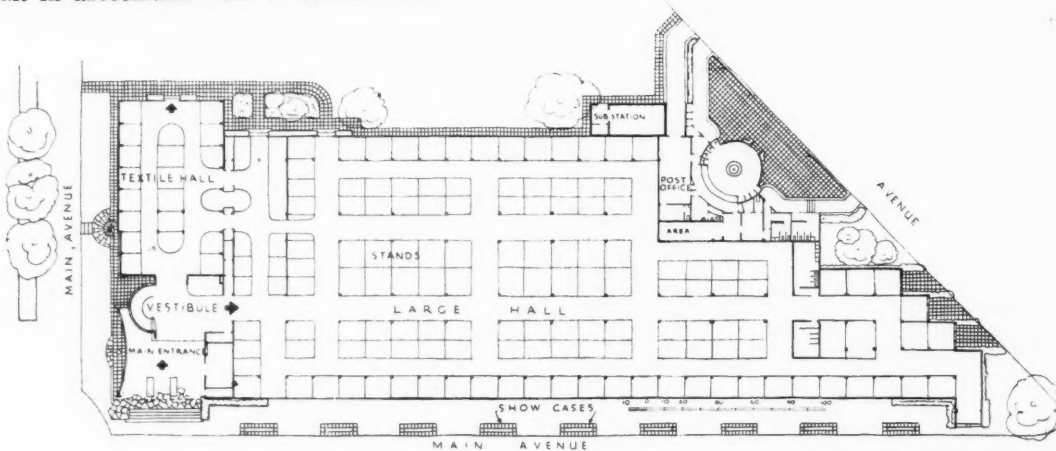 SUB STATION
TEXTILE HALL
POST
OFFICE
AREA
AVENUE
MAIN, AVENUE
STANDS
VESTIBULE
LARGE HALL
MAIN ENTRANCE
SHOW CASES
MAIN AVENUE